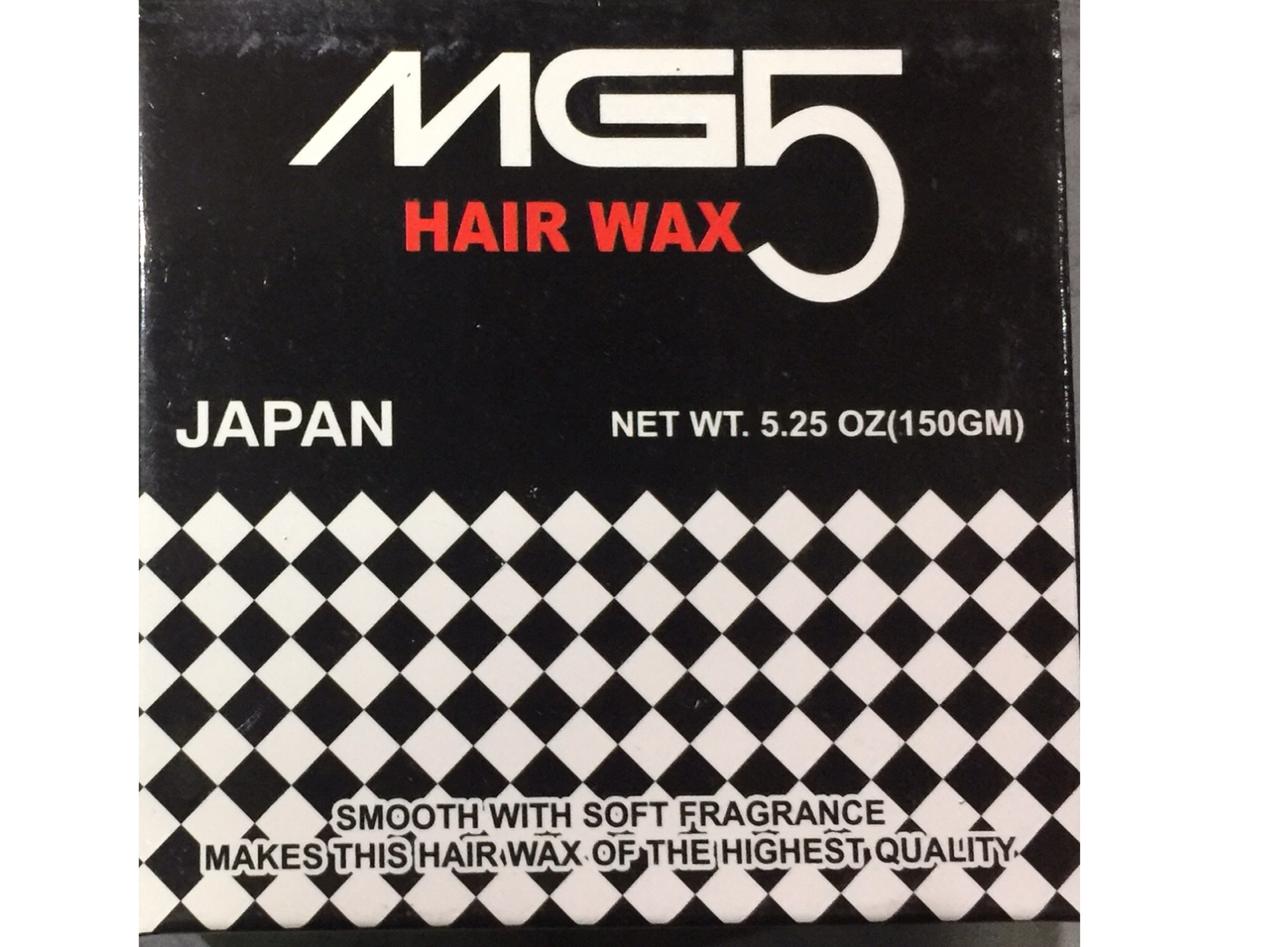 MG5
HAIR WAX
JAPAN
NET WT. 5.25 OZ(150GM)
SMOOTH WITH SOFT FRAGRANCE
MAKES THIS HAIR WAX OF THE HIGHEST QUALITY